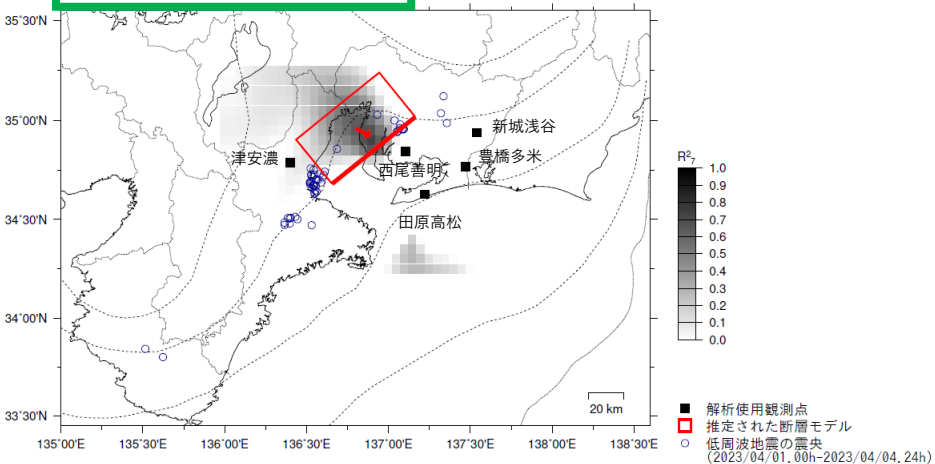 35°30'N
35°00'N
34°30'N
34°00'N
33°30'N
135°00'E
135°30'E
136°00'E
136°30'E
137°00'E
137°30'E
138°00'E
138°30'E
新城浅谷
豊橋多米
津安濃
西尾善明
田原高松
20 km
R²₇
1.0
0.9
0.8
0.7
0.6
0.5
0.4
0.3
0.2
0.1
0.0
解析使用観測点
推定された断層モデル
低周波地震の震央
(2023/04/01.00h-2023/04/04.24h)